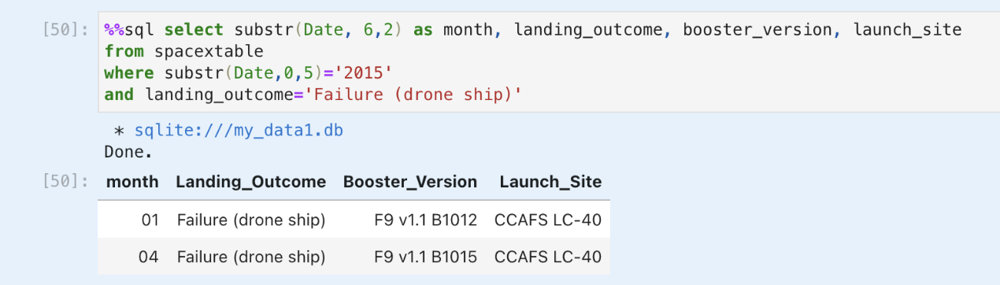 [50]: %%sql select substr(Date, 6,2) as month, landing_outcome, booster_version, launch_site
from spacextable
where substr(Date,0,5)='2015'
and landing_outcome='Failure (drone ship)'
* sqlite:///my_data1.db
Done.
[50]: month Landing_Outcome Booster_Version Launch_Site
01 Failure (drone ship) F9 v1.1 B1012 CCAFS LC-40
04 Failure (drone ship) F9 v1.1 B1015 CCAFS LC-40